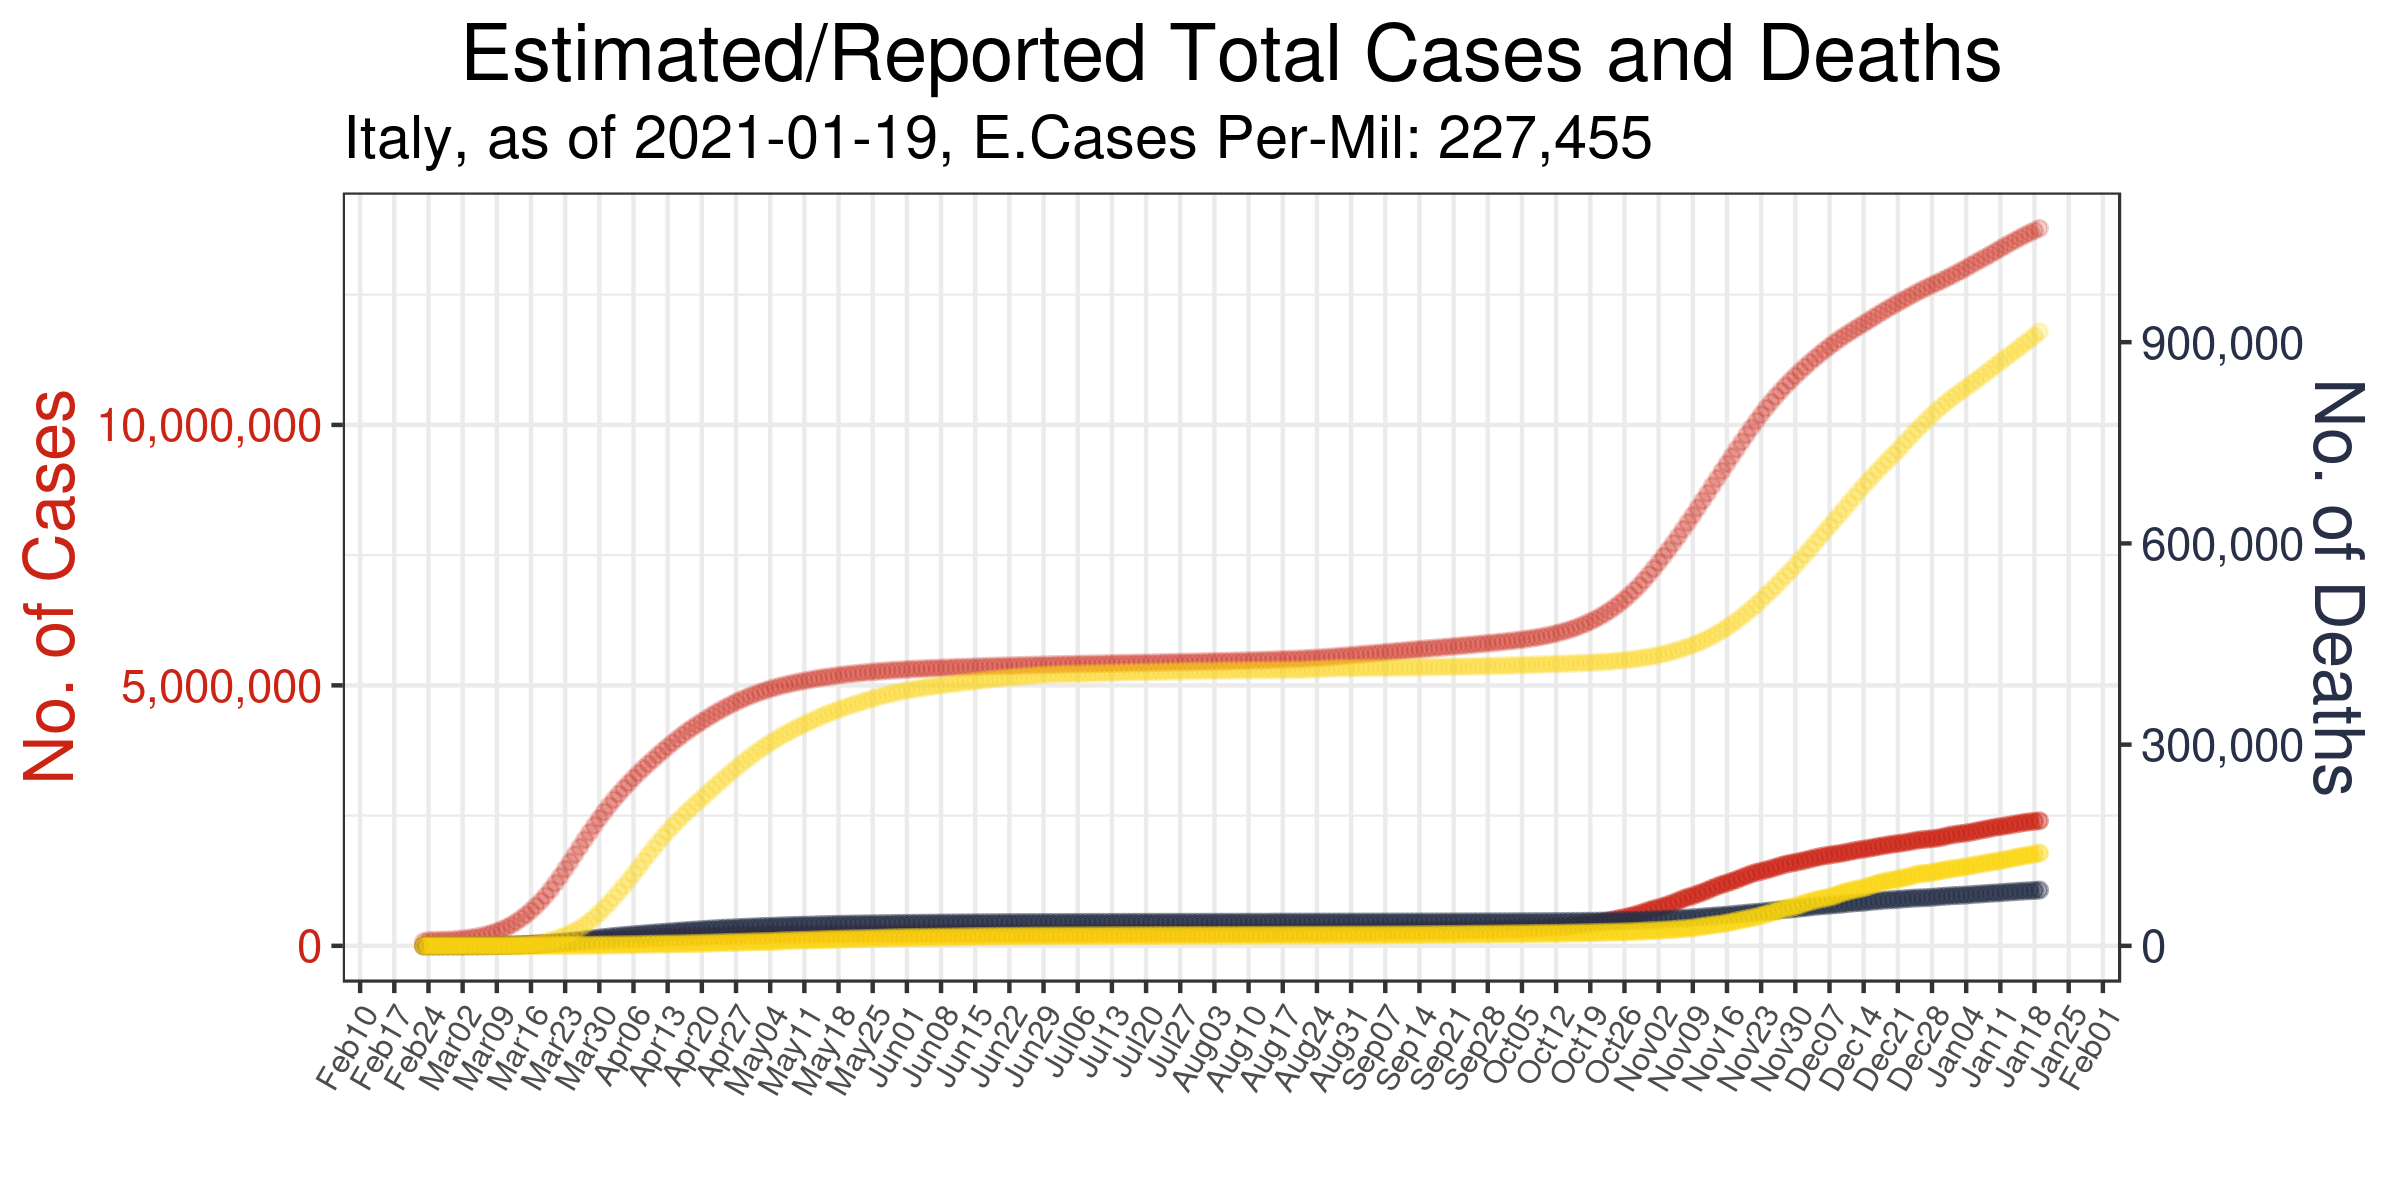 Estimated/Reported Total Cases and Deaths
Italy, as of 2021-01-19, E.Cases Per-Mil: 227,455
No. of Cases
10,000,000
5,000,000
0
900,000
600,000
300,000
0
No. of Deaths
Feb10
Feb17
Feb24
Mar02
Mar09
Mar16
Mar23
Mar30
Apr06
Apr13
Apr20
Apr27
May04
May11
May18
May25
Jun01
Jun08
Jun15
Jun22
Jun29
Jul06
Jul13
Jul20
Jul27
Aug03
Aug10
Aug17
Aug24
Aug31
Sep07
Sep14
Sep21
Sep28
Oct05
Oct12
Oct19
Oct26
Nov02
Nov09
Nov16
Nov23
Nov30
Dec07
Dec14
Dec21
Dec28
Jan04
Jan11
Jan18
Jan25
Feb01